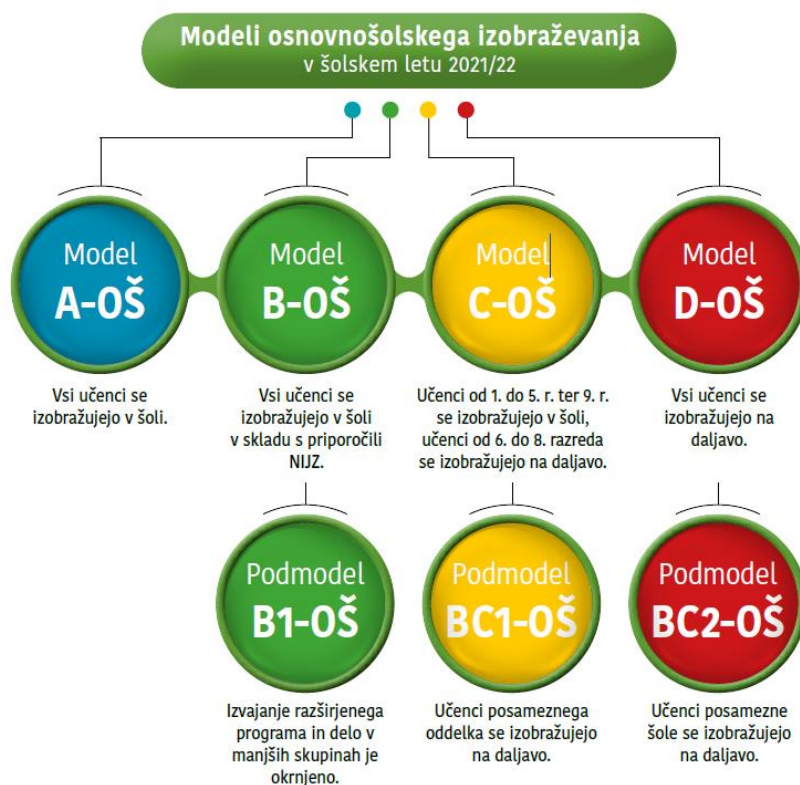 Modeli osnovnošolskega izobraževanja
v šolskem letu 2021/22
Model
A-OŠ
Vsi učenci se
izobražujejo v šoli.
Model
B-OŠ
Vsi učenci se
izobražujejo v šoli
v skladu s priporočili
NIJZ.
Model
C-OŠ
Učenci od 1. do 5. r. ter 9. r.
se izobražujejo v šoli,
učenci od 6. do 8. razreda
se izobražujejo na daljavo.
Model
D-OŠ
Vsi učenci se
izobražujejo na
daljavo.
Podmodel
B1-OŠ
Izvajanje razširjenega
programa in delo v
manjših skupinah je
okrnjeno.
Podmodel
BC1-OŠ
Učenci posameznega
oddelka se izobražujejo
na daljavo.
Podmodel
BC2-OŠ
Učenci posamezne
šole se izobražujejo
na daljavo.